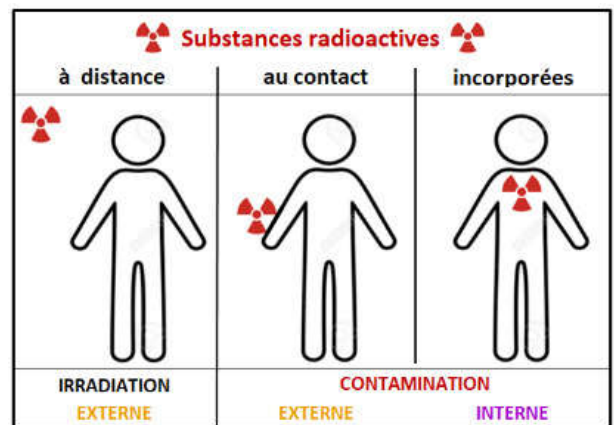 Substances radioactives
à distance au contact incorporées
IRRADIATION CONTAMINATION
EXTERNE EXTERNE INTERNE